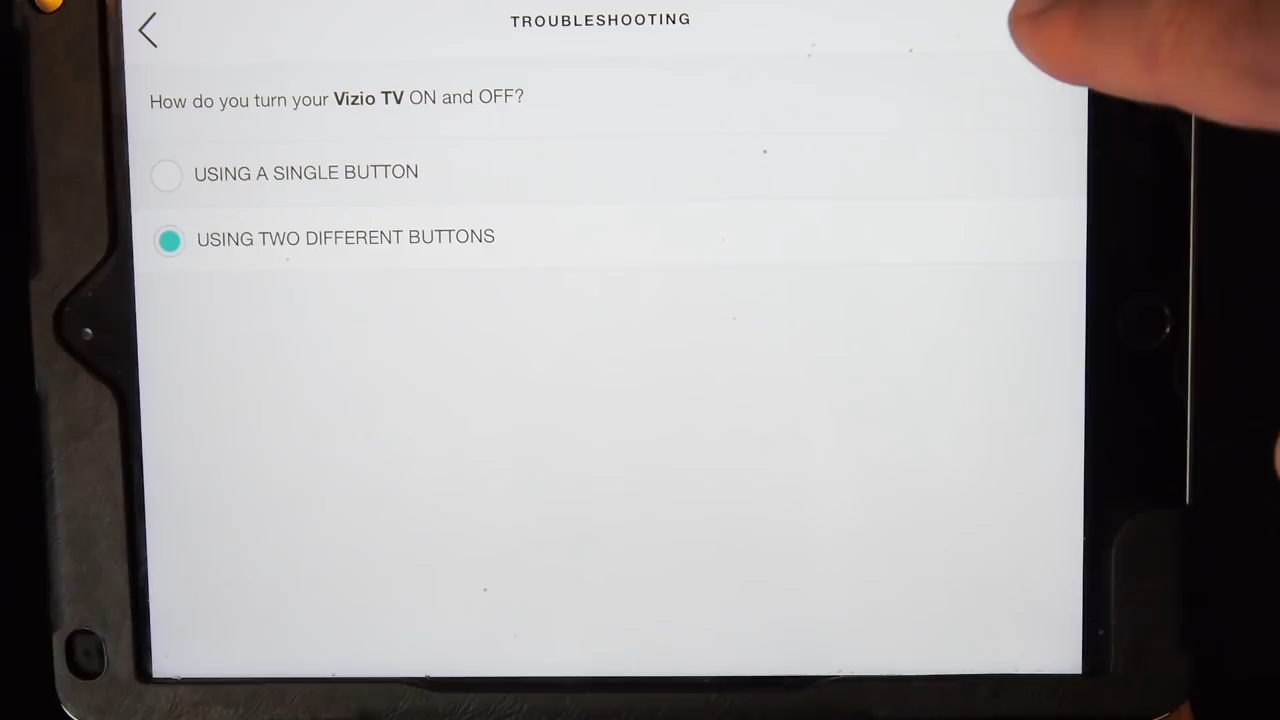 TROUBLESHOOTING
How do you turn your Vizio TV ON and OFF?
USING A SINGLE BUTTON
USING TWO DIFFERENT BUTTONS